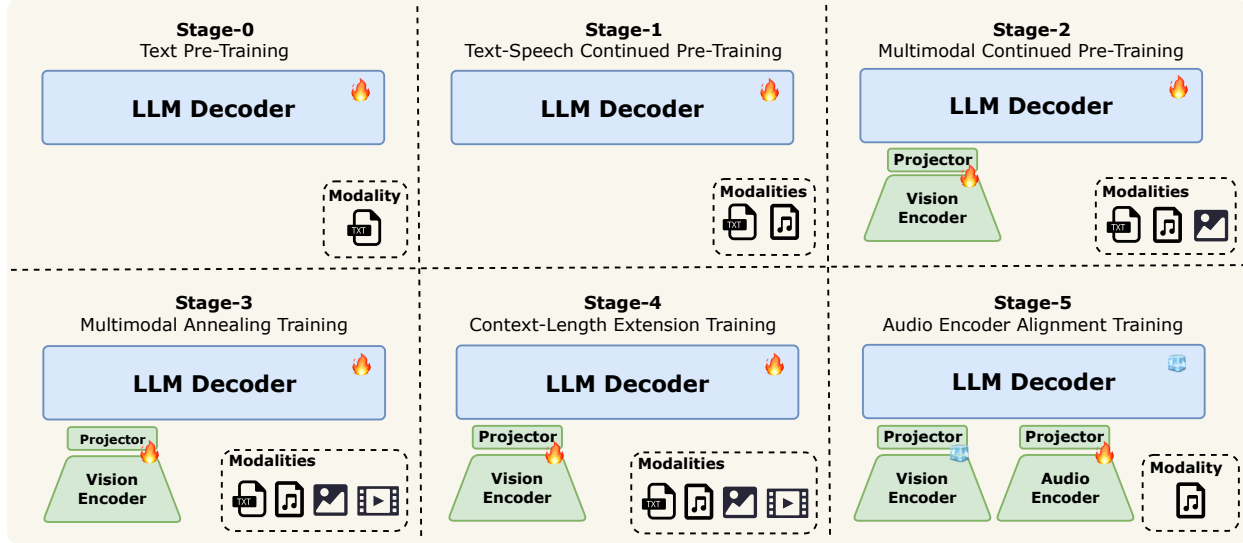 Stage-0
Text Pre-Training
LLM Decoder
Modality
TXT
Stage-1
Text-Speech Continued Pre-Training
LLM Decoder
Modalities
TXT
Stage-2
Multimodal Continued Pre-Training
LLM Decoder
Projector
Vision
Encoder
Modalities
TXT
Stage-3
Multimodal Annealing Training
LLM Decoder
Projector
Vision
Encoder
Modalities
TXT
Stage-4
Context-Length Extension Training
LLM Decoder
Projector
Vision
Encoder
Modalities
TXT
Stage-5
Audio Encoder Alignment Training
LLM Decoder
Projector
Vision
Encoder
Projector
Audio
Encoder
Modality